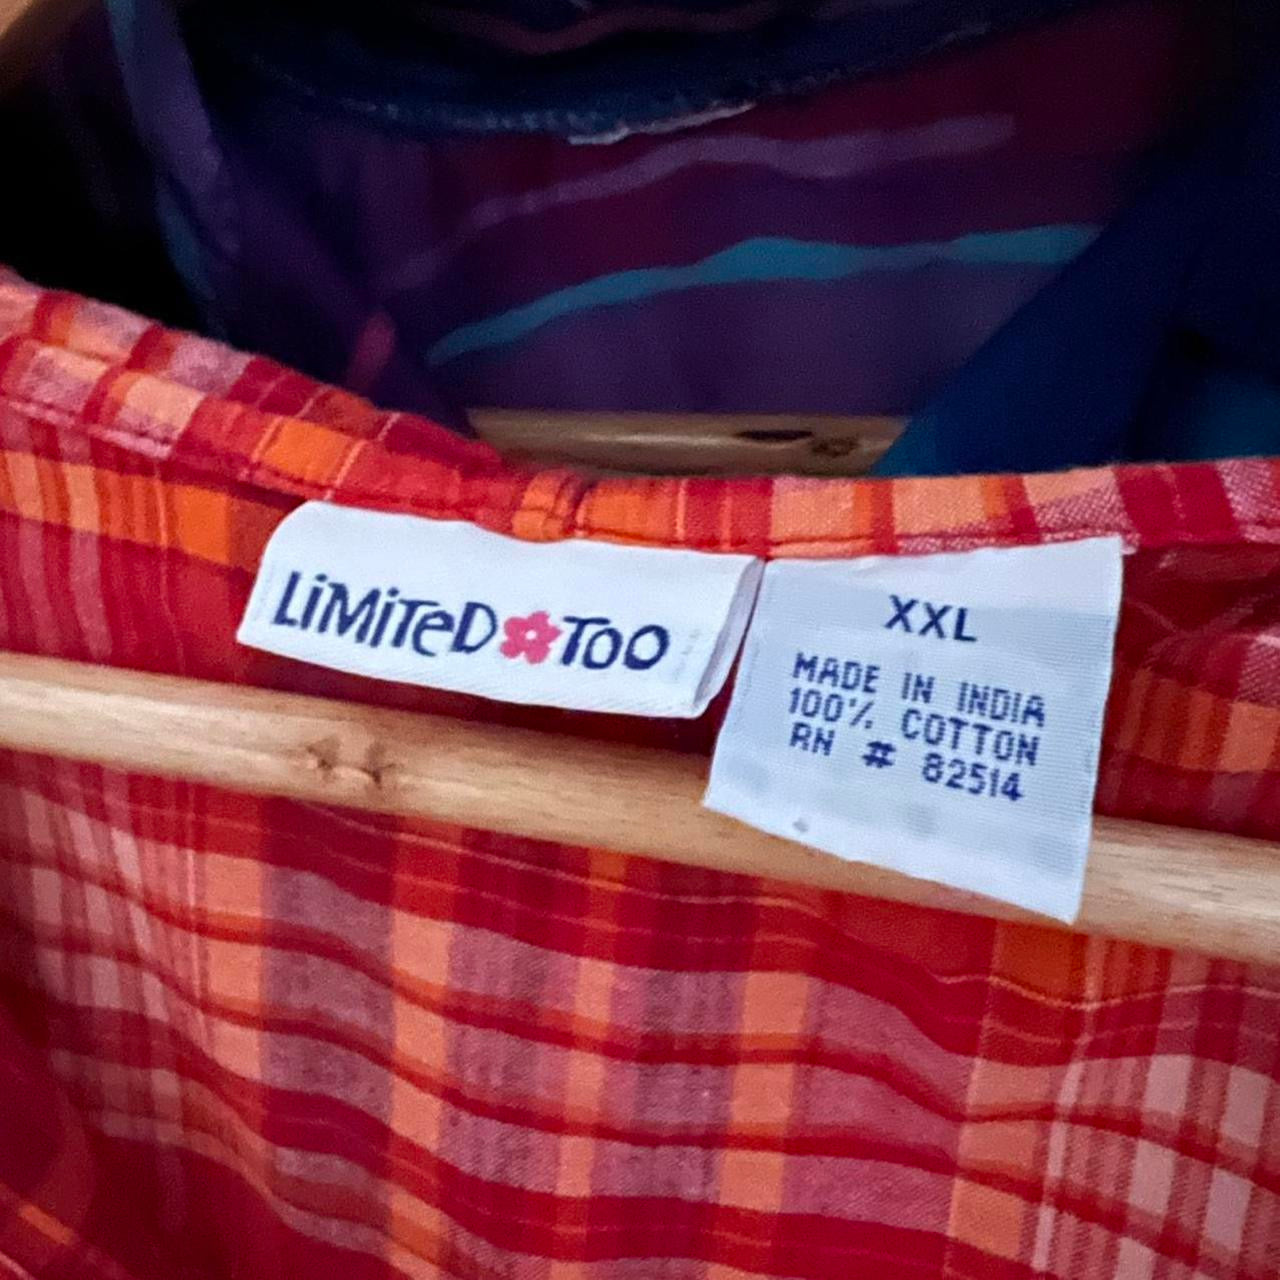 LiMiTeD TOO
XXL
MADE IN INDIA
100% COTTON
RN # 82514